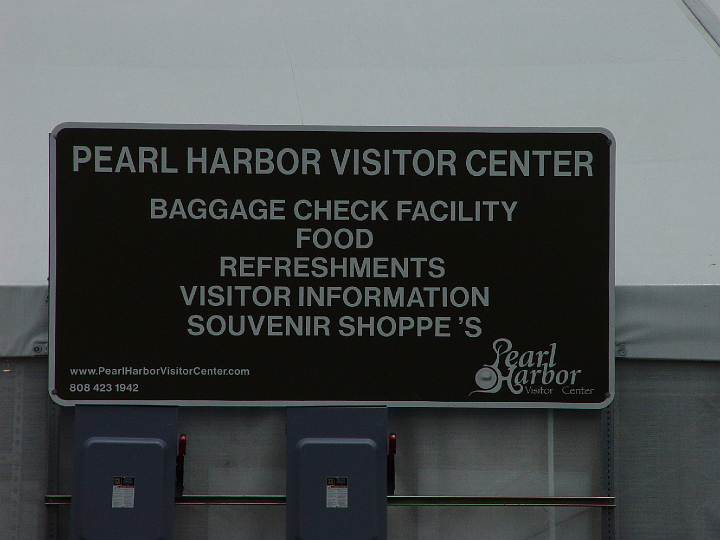 PEARL HARBOR VISITOR CENTER
BAGGAGE CHECK FACILITY
FOOD
REFRESHMENTS
VISITOR INFORMATION
SOUVENIR SHOPPE 'S
www.PearlHarborVisitorCenter.com
808 423 1942
Pearl
Harbor
Visitor Center